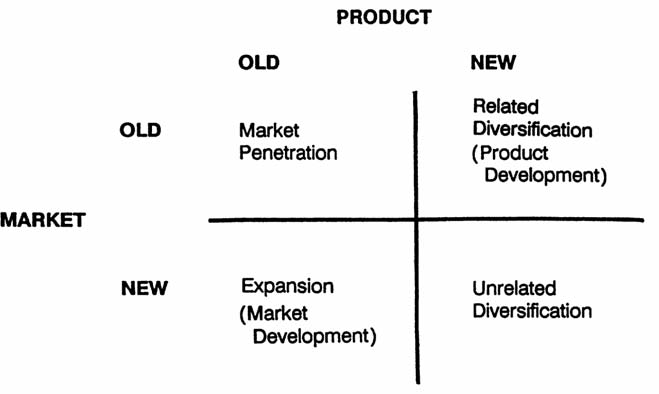 PRODUCT
OLD NEW
OLD
Market
Penetration
Related
Diversification
(Product
Development)
MARKET
NEW
Expansion
(Market
Development)
Unrelated
Diversification